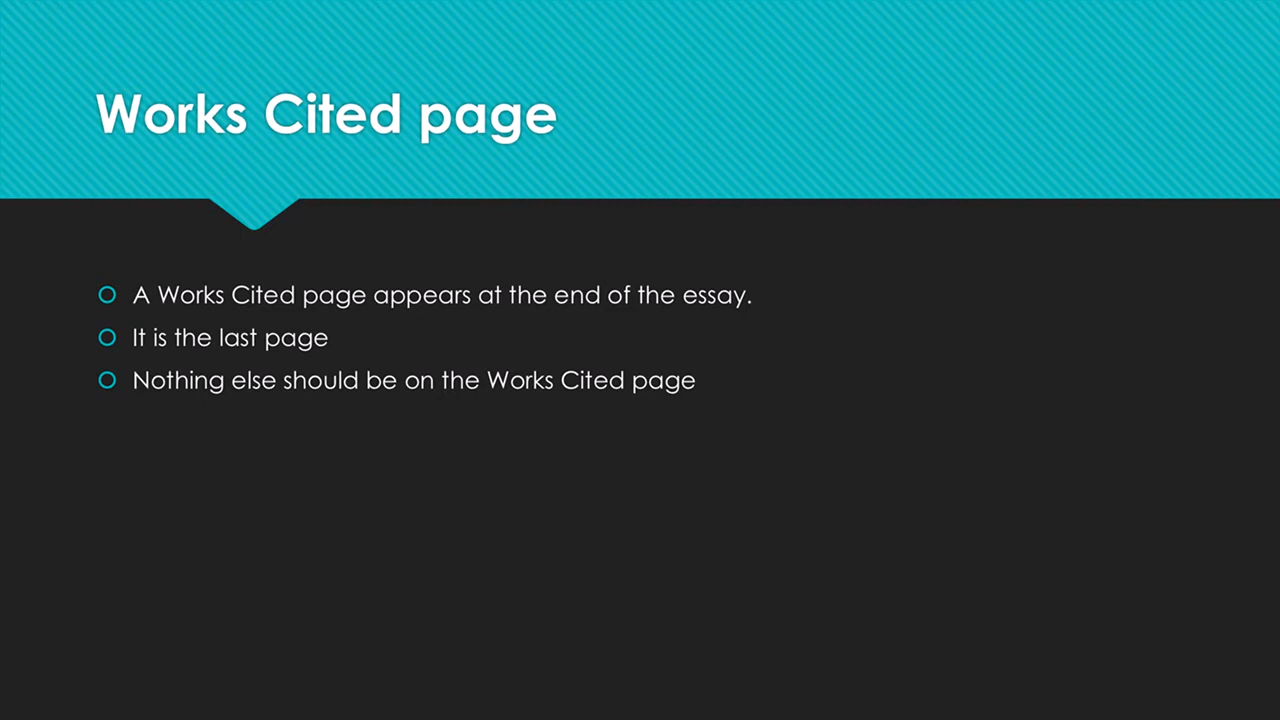 Works Cited page
A Works Cited page appears at the end of the essay.
It is the last page
Nothing else should be on the Works Cited page